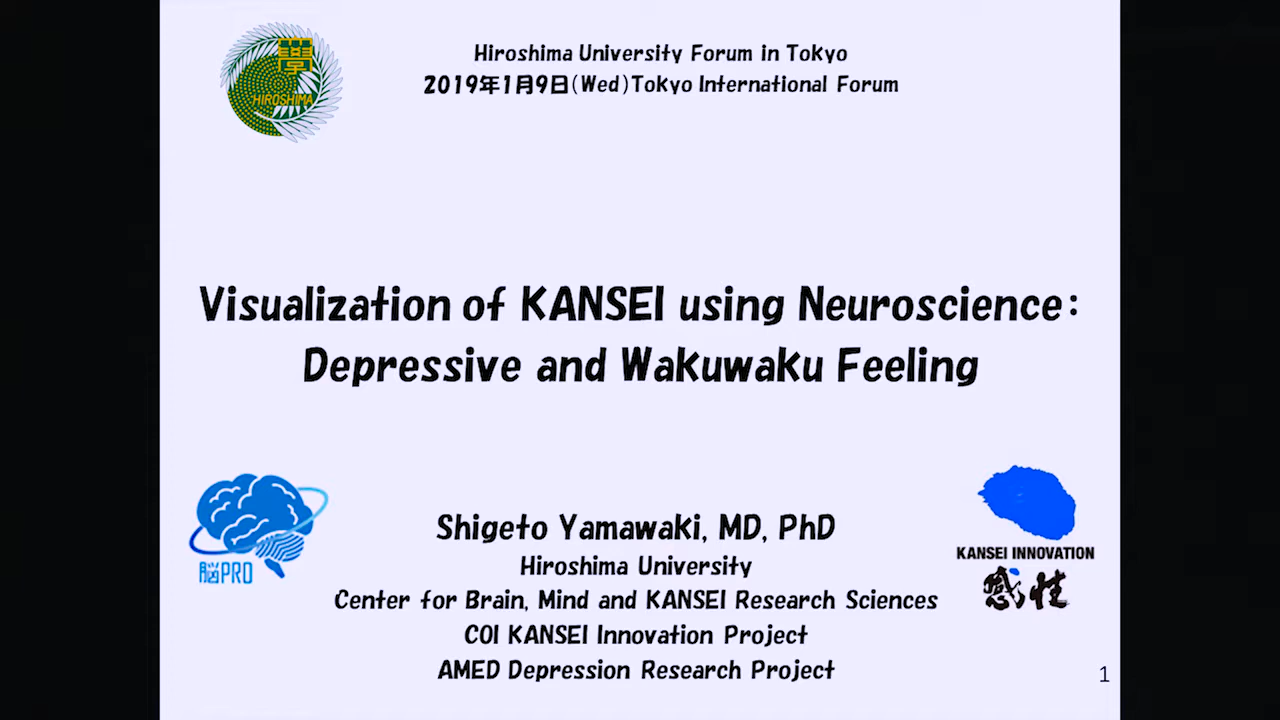 Hiroshima University Forum in Tokyo
2019年1月9日(Wed)Tokyo International Forum
學
HIROSHIMA
Visualization of KANSEI using Neuroscience:
Depressive and Wakuwaku Feeling
Shigeto Yamawaki, MD, PhD
Hiroshima University
Center for Brain, Mind and KANSEI Research Sciences
COI KANSEI Innovation Project
AMED Depression Research Project
脳PRO
KANSEI INNOVATION
感性
1